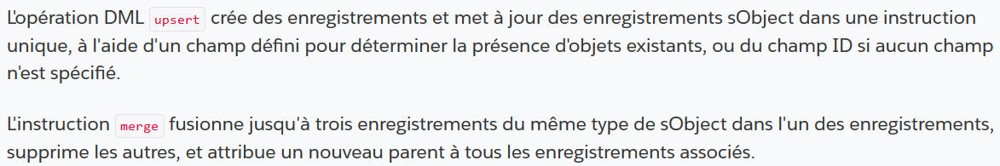 L'opération DML upsert crée des enregistrements et met à jour des enregistrements sObject dans une instruction
unique, à l'aide d'un champ défini pour déterminer la présence d'objets existants, ou du champ ID si aucun champ
n'est spécifié.
L'instruction merge fusionne jusqu'à trois enregistrements du même type de sObject dans l'un des enregistrements,
supprime les autres, et attribue un nouveau parent à tous les enregistrements associés.